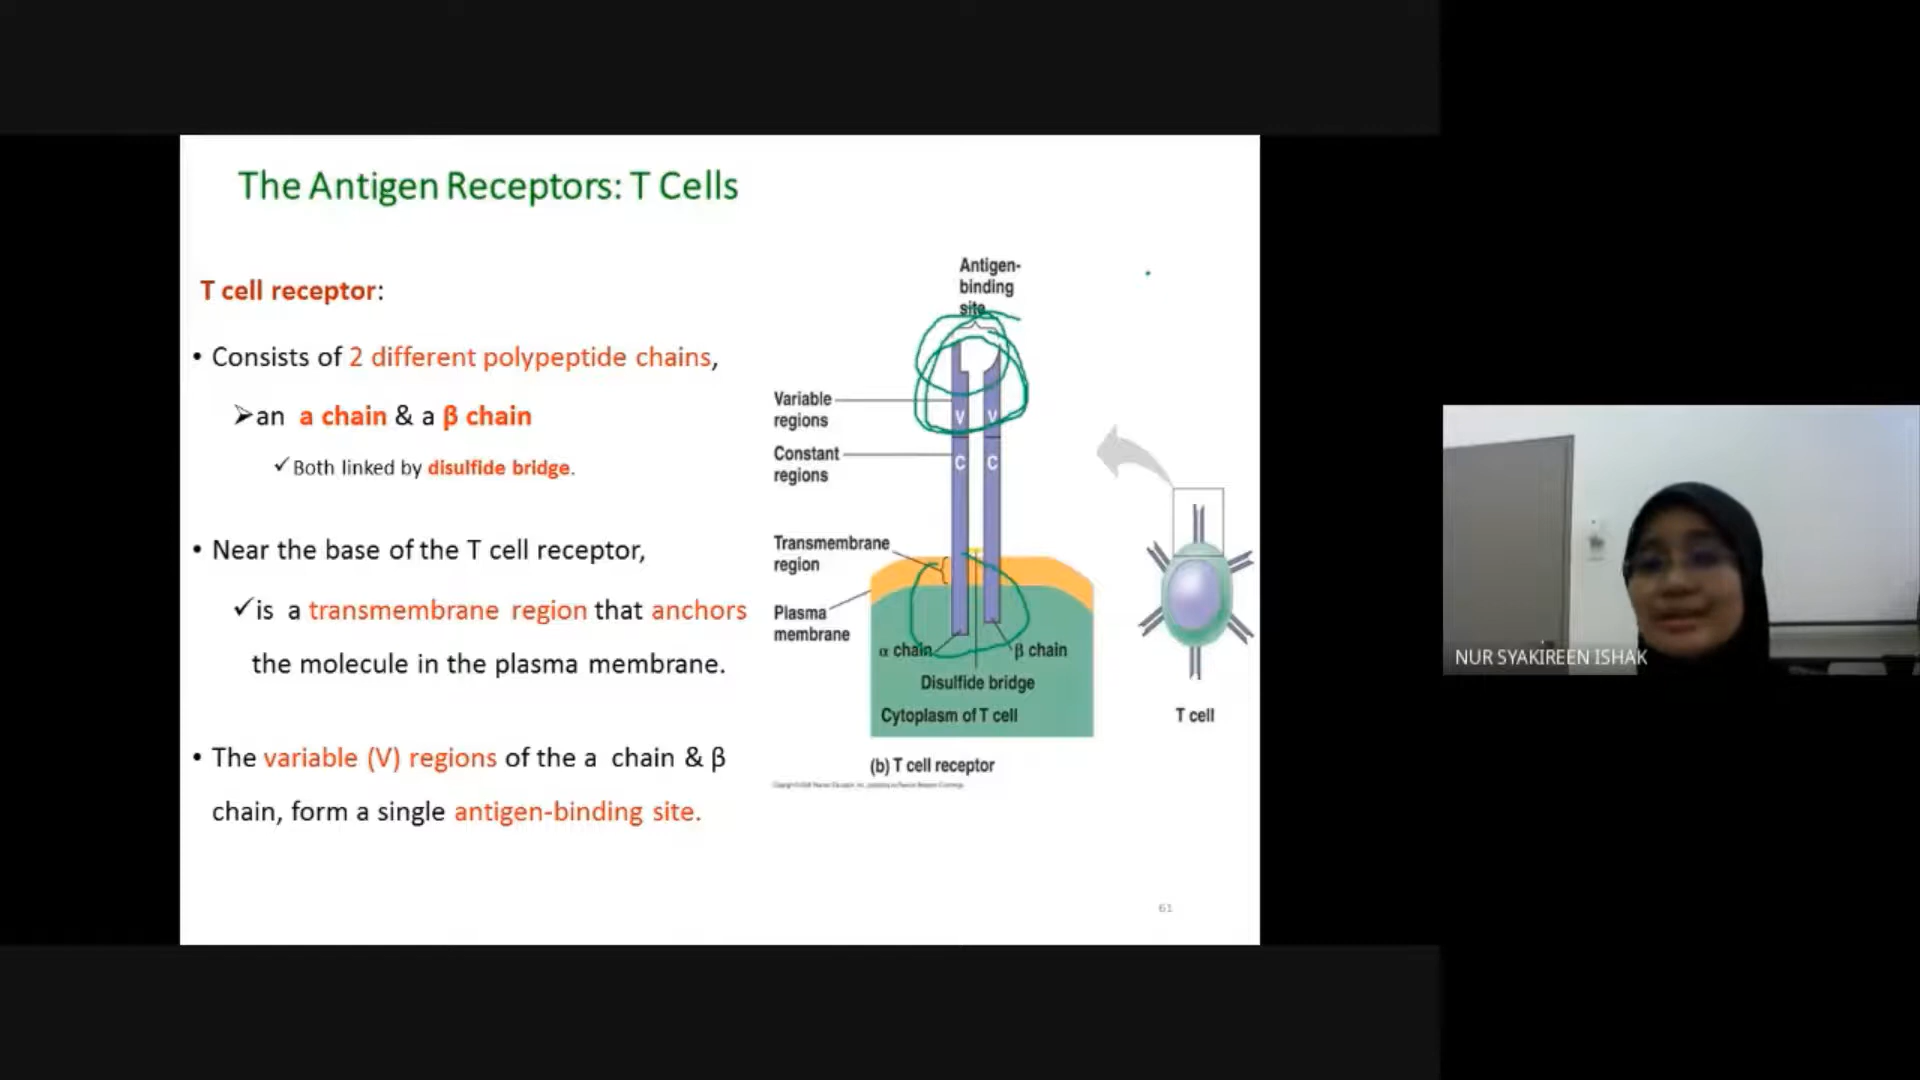 The Antigen Receptors: T Cells
T cell receptor:
• Consists of 2 different polypeptide chains,
➢an a chain & a β chain
✓Both linked by disulfide bridge.
• Near the base of the T cell receptor,
✓is a transmembrane region that anchors
the molecule in the plasma membrane.
• The variable (V) regions of the a chain & β
chain, form a single antigen-binding site.
Antigen-
binding
site
Variable
regions
V V
Constant
regions
C C
Transmembrane
region
Plasma
membrane
α chain
β chain
Disulfide bridge
Cytoplasm of T cell
T cell
(b) T cell receptor
61
NUR SYAKIREEN ISHAK